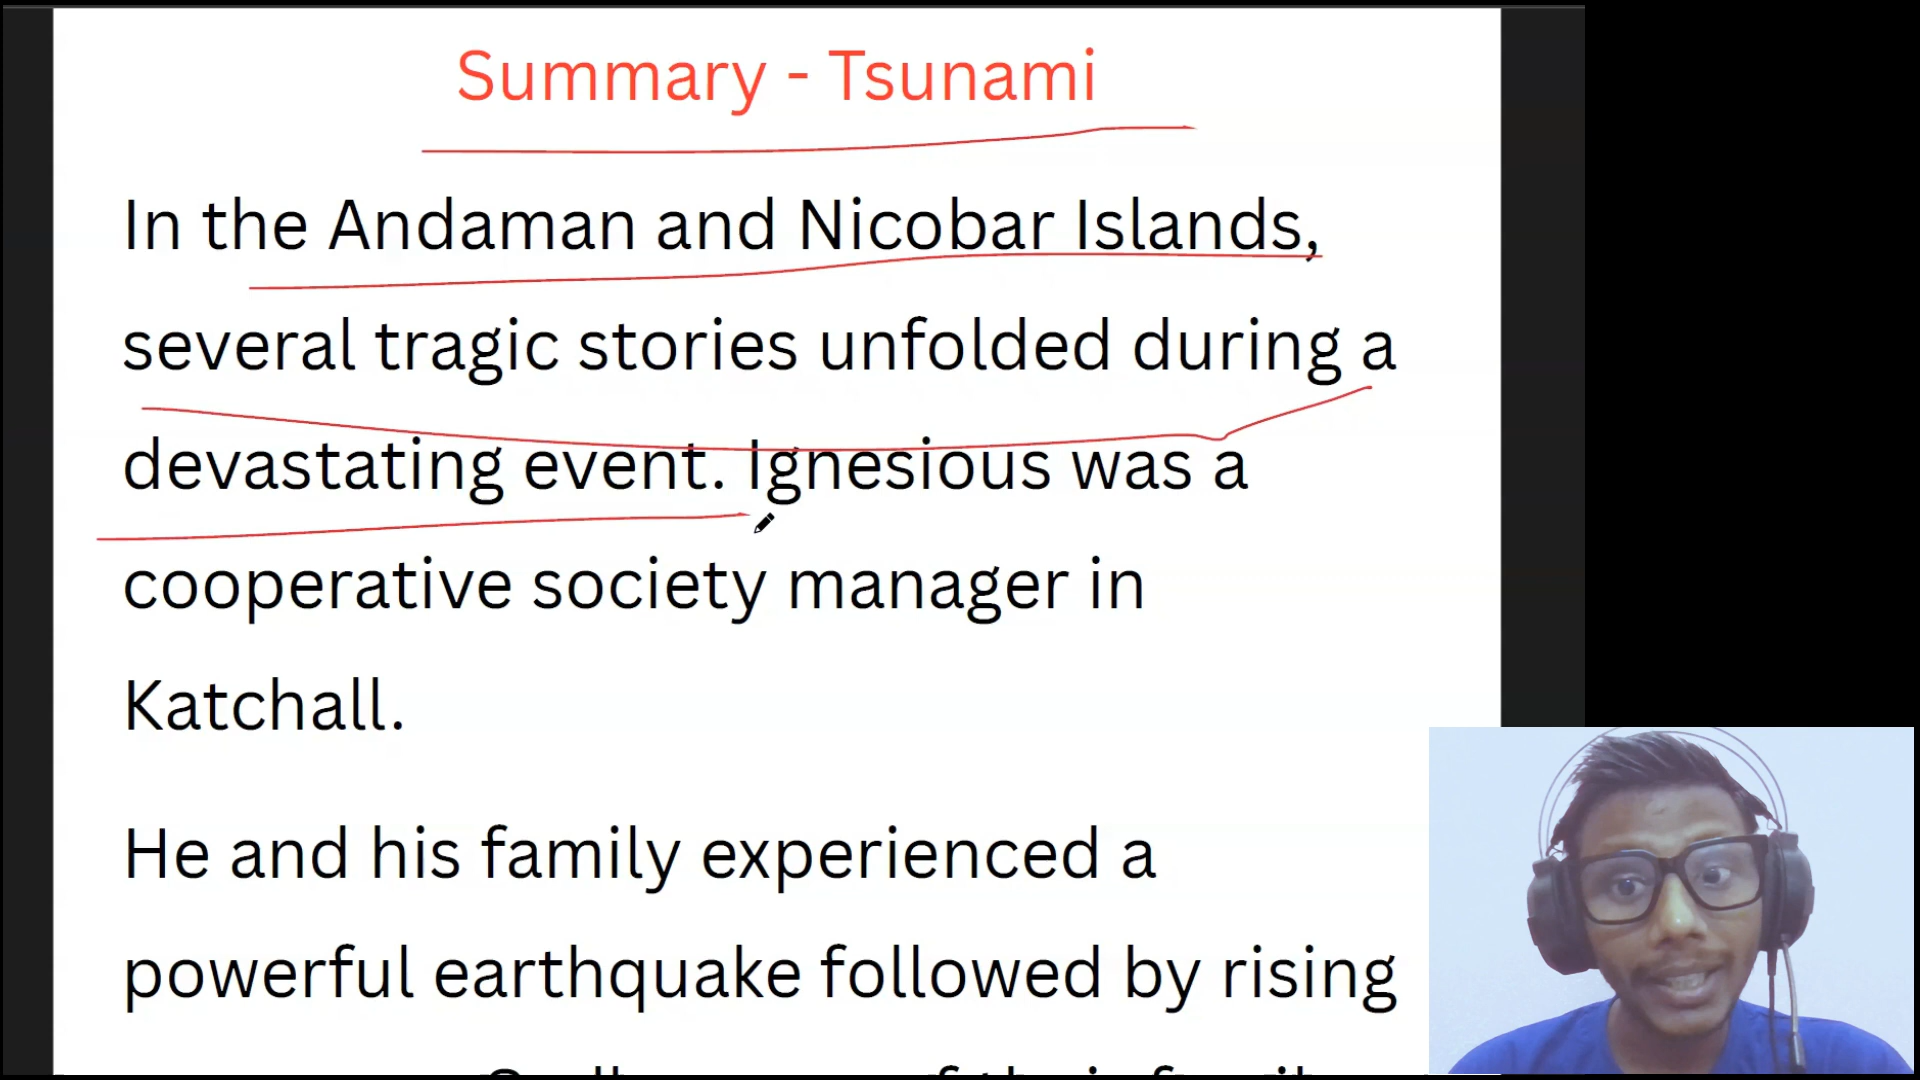 Summary - Tsunami
In the Andaman and Nicobar Islands,
several tragic stories unfolded during a
devastating event. Ignesious was a
cooperative society manager in
Katchall.
He and his family experienced a
powerful earthquake followed by rising